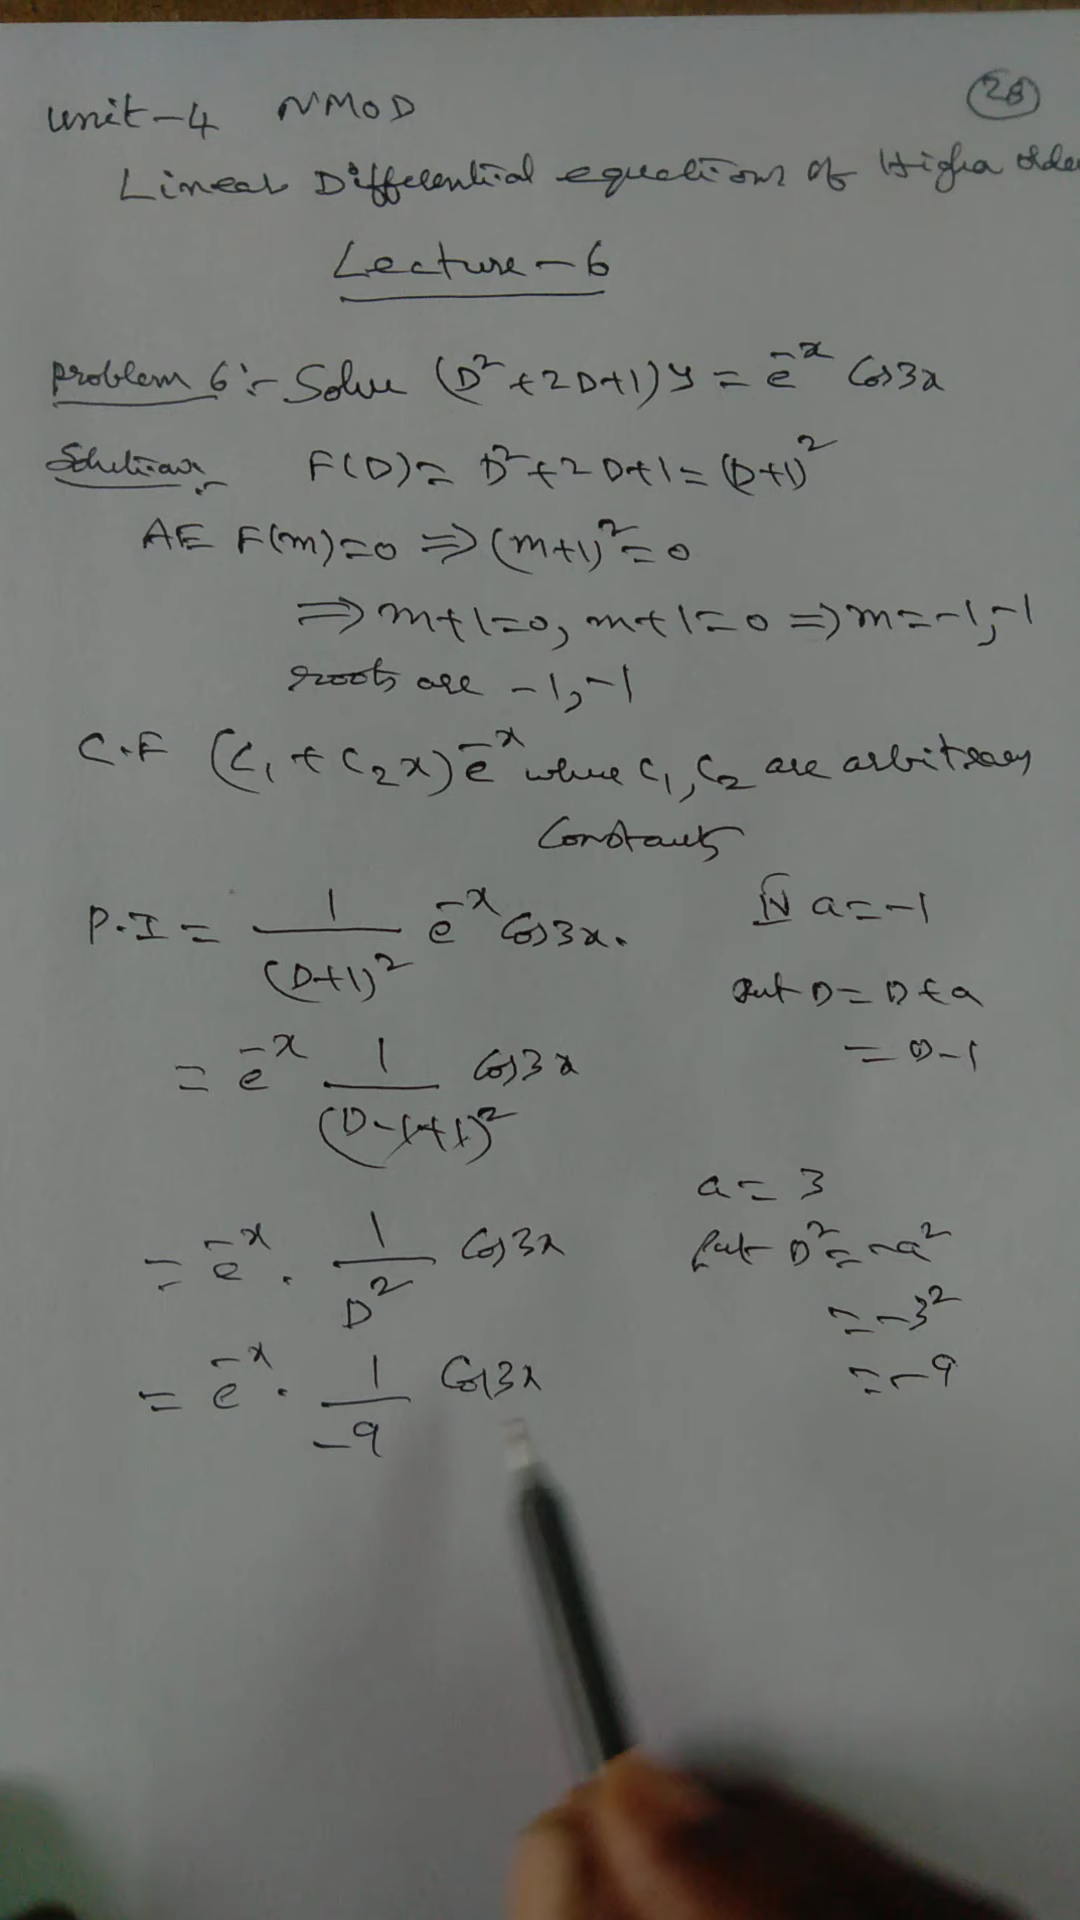 28
Unit-4 NMOD
Linear Differential equations of Higher Order
Lecture-6
Problem 6:- Solve (D²+2D+1)y = e⁻ˣ Cos3x
Solution:- F(D) = D²+2D+1 = (D+1)²
AE F(m)=0 ⇒ (m+1)²=0
⇒ m+1=0, m+1=0 ⇒ m=-1,-1
roots are -1,-1
C.F (C₁+C₂x)e⁻ˣ where C₁,C₂ are arbitrary
Constants
P.I = 1/(D+1)² e⁻ˣ Cos3x. IV a=-1
put D=D+a
= e⁻ˣ 1/(D-1+1)² Cos3x = D-1
a=3
= e⁻ˣ. 1/D² Cos3x put D²=-a²
= -3²
= e⁻ˣ. 1/-9 Cos3x = -9